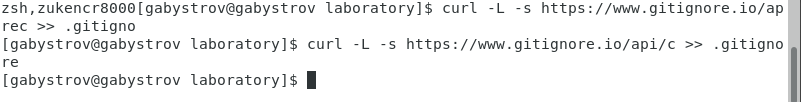 zsh,zukencr8000[gabystrov@gabystrov laboratory]$ curl -L -s https://www.gitignore.io/ap
rec >> .gitigno
[gabystrov@gabystrov laboratory]$ curl -L -s https://www.gitignore.io/api/c >> .gitigno
re
[gabystrov@gabystrov laboratory]$